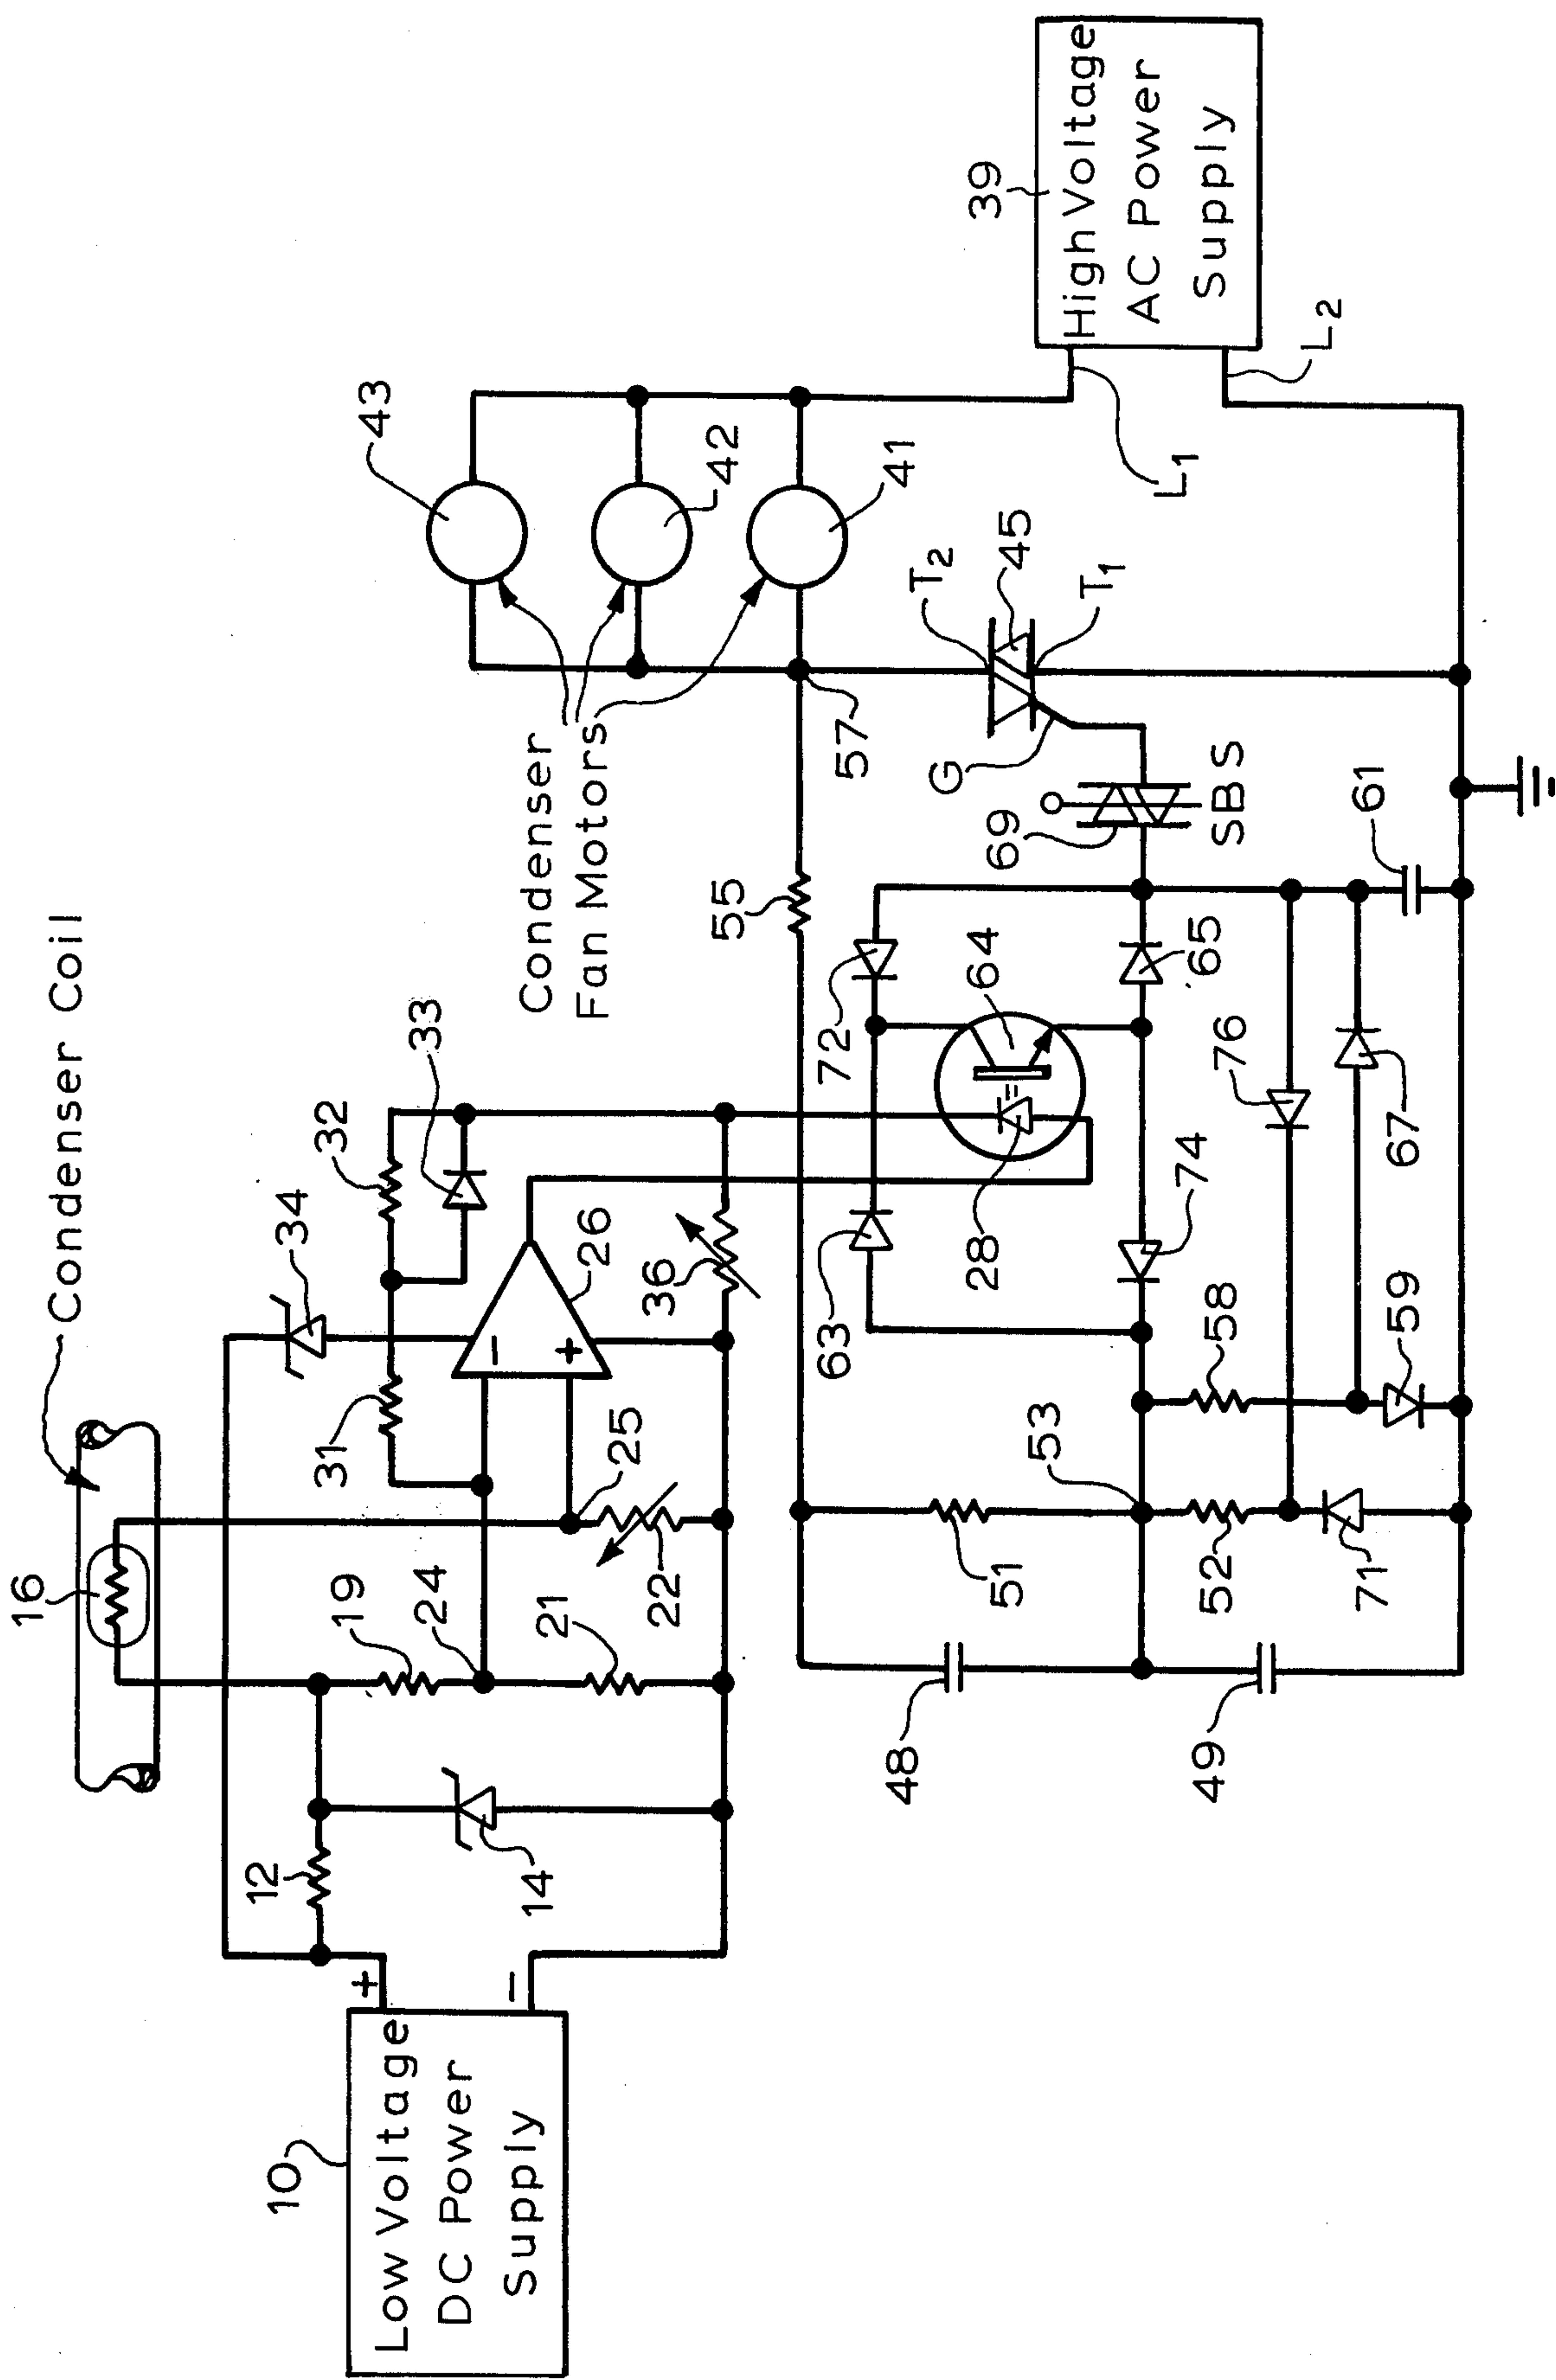 Condenser Coil
16
34
33
32
31
43
42
41
Condenser
Fan Motors
12
14
19
24
21
22
25
26
36
10
Low Voltage
DC Power
Supply
+
−
−
+
55
57
T2
45
T1
G
39
High Voltage
AC Power
Supply
L1
L2
48
49
51
53
52
71
63
28
64
72
74
65
69
SBS
58
59
76
67
61